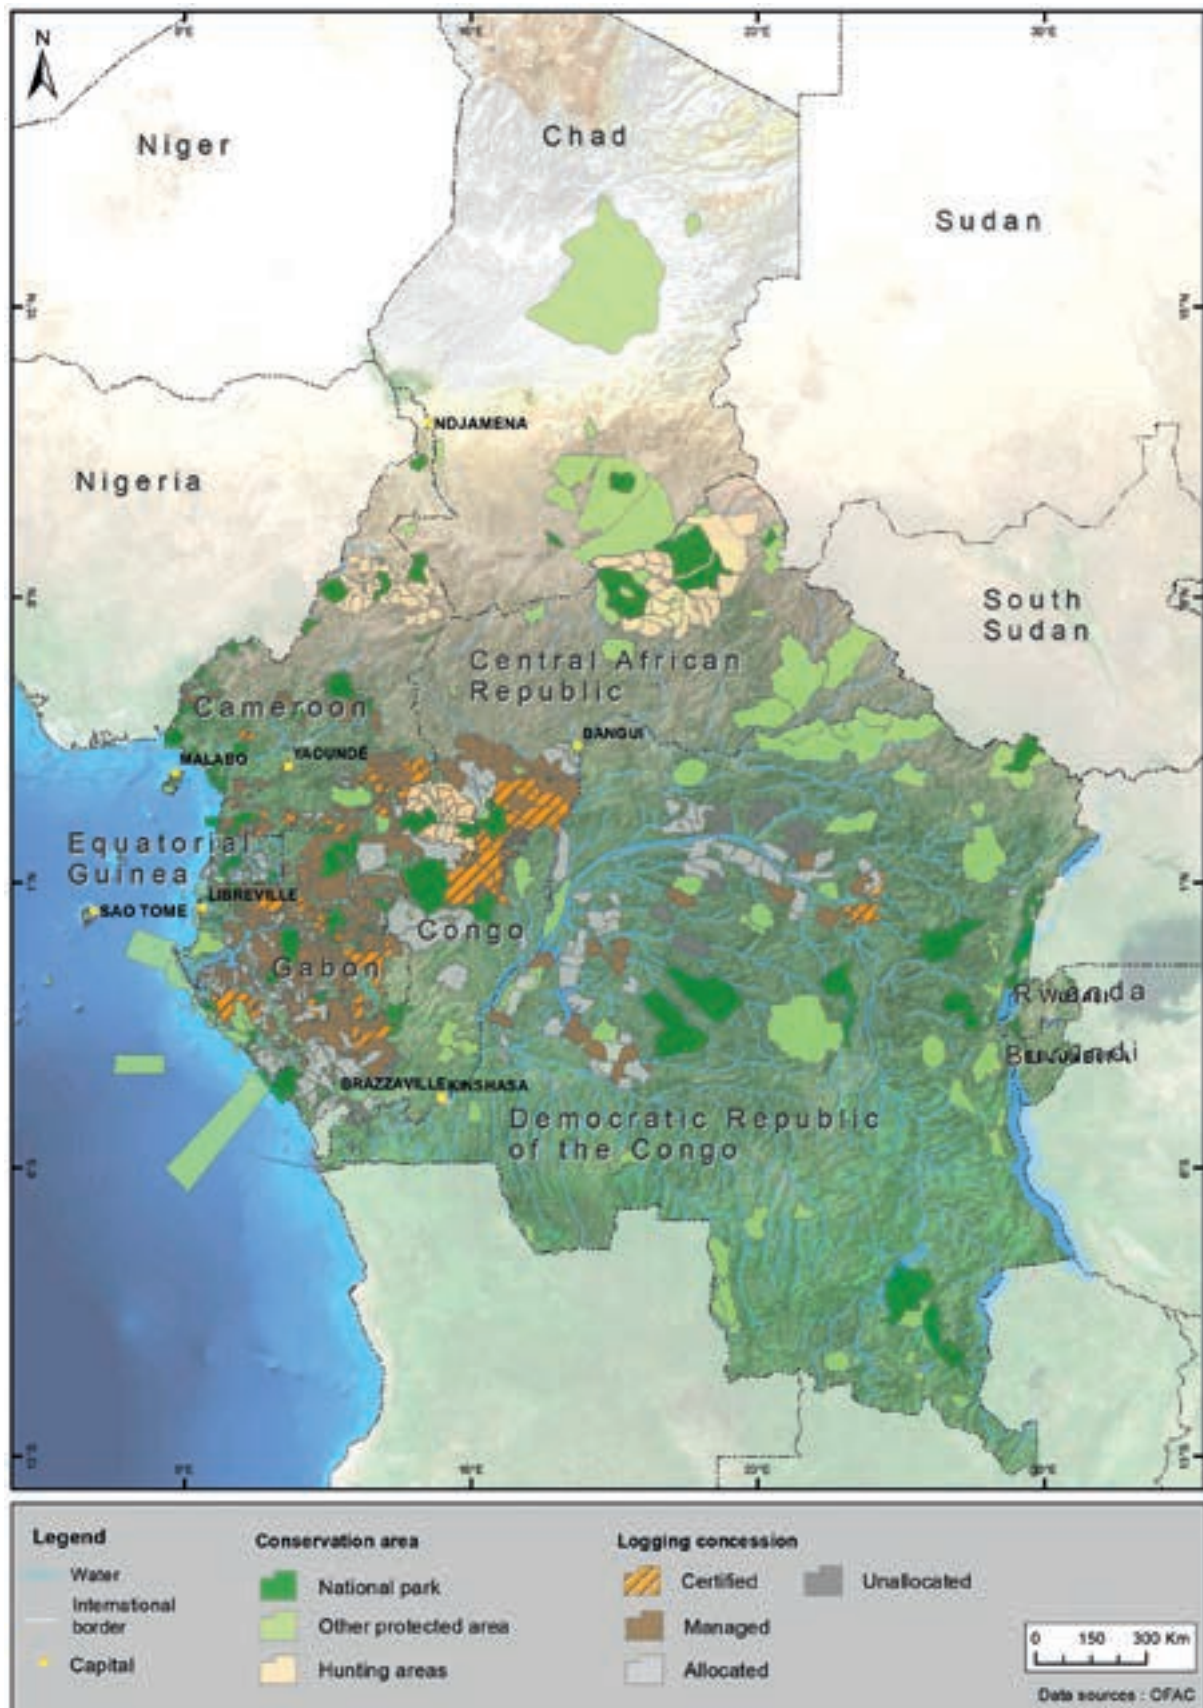 N
Niger
Chad
Sudan
NDJAMENA
Nigeria
South
Sudan
Central African
Republic
Cameroon
BANGUI
MALABO
YAOUNDÉ
Equatorial
Guinea
LIBREVILLE
SAO TOME
Congo
Gabon
Rwanda
Burundi
BRAZZAVILLE
KINSHASA
Democratic Republic
of the Congo
Legend
Water
International
border
Capital
Conservation area
National park
Other protected area
Hunting areas
Logging concession
Certified
Unallocated
Managed
Allocated
0 150 300 Km
Data sources : OFAC